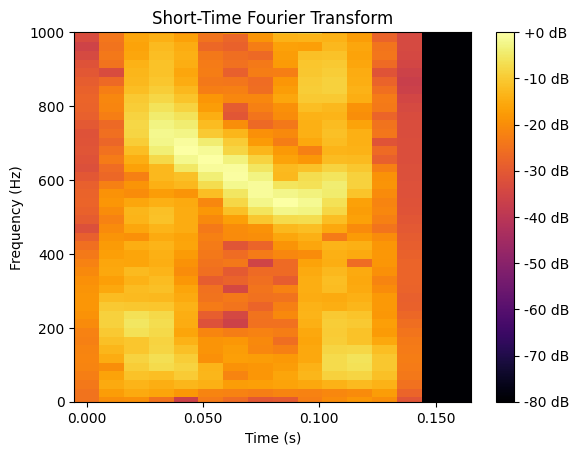 Short-Time Fourier Transform
Frequency (Hz)
1000
800
600
400
200
0
0.000
0.050
0.100
0.150
Time (s)
+0 dB
-10 dB
-20 dB
-30 dB
-40 dB
-50 dB
-60 dB
-70 dB
-80 dB